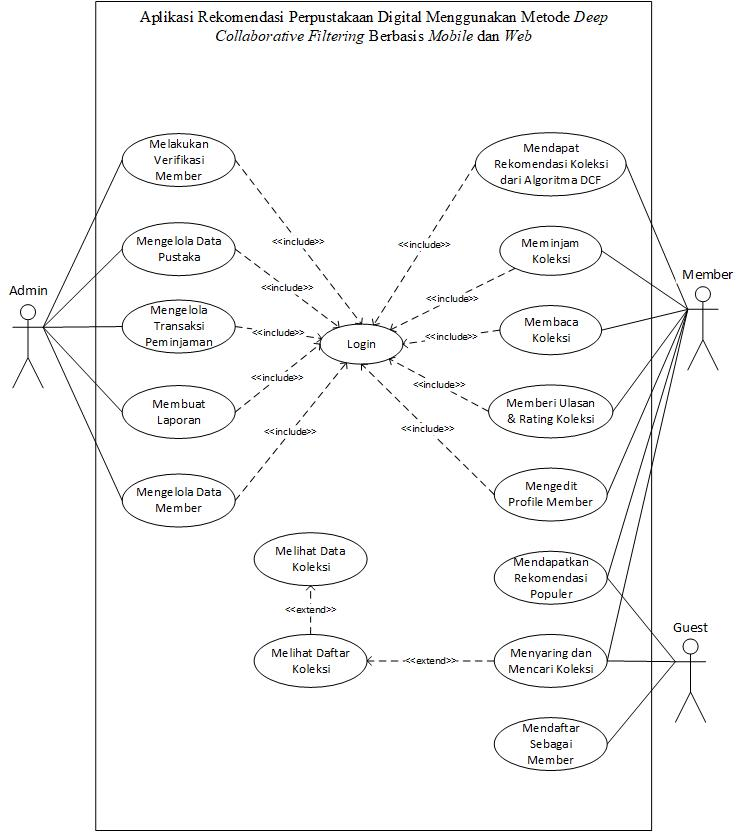 Aplikasi Rekomendasi Perpustakaan Digital Menggunakan Metode Deep
Collaborative Filtering Berbasis Mobile dan Web
Melakukan
Verifikasi
Member
Mendapat
Rekomendasi Koleksi
dari Algoritma DCF
<<include>>
<<include>>
Mengelola Data
Pustaka
Meminjam
Koleksi
Admin
Member
<<include>>
<<include>>
Mengelola
Transaksi
Peminjaman
<<include>>
Login
<<include>>
Membaca
Koleksi
<<include>>
<<include>>
Membuat
Laporan
Memberi Ulasan
& Rating Koleksi
<<include>>
<<include>>
Mengelola Data
Member
Mengedit
Profile Member
Melihat Data
Koleksi
Mendapatkan
Rekomendasi
Populer
<<extend>>
Guest
Melihat Daftar
Koleksi
<<extend>>
Menyaring dan
Mencari Koleksi
Mendaftar
Sebagai
Member